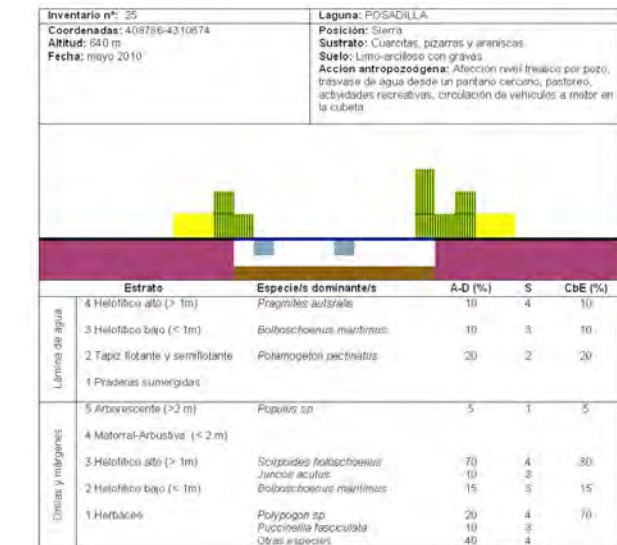 Inventario nº: 25
Laguna: POSADILLA
Coordenadas: 408786-4310674
Altitud: 640 m
Fecha: mayo 2010
Posición: Sierra
Sustrato: Cuarcitas, pizarras y areniscas
Suelo: Limo-arcilloso con gravas
Acción antropozoógena: Afección nivel freático por pozo,
trasvase de agua desde un pantano cercano, pastoreo,
actividades recreativas, circulación de vehículos a motor en
la cubeta
Estrato Especie/s dominante/s A-D (%) S CbE (%)
Lámina de agua
4 Helofítico alto (> 1m) Pragmites autsralis 10 4 10
3 Helofítico bajo (< 1m) Bolboschoenus maritimus 10 3 10
2 Tapiz flotante y semiflotante Potamogeton pectinatus 20 2 20
1 Praderas sumergidas
Orillas y márgenes
5 Arborescente (>2 m) Populus sp 5 1 5
4 Matorral-Arbustiva (< 2 m)
3 Helofítico alto (> 1m) Scirpoides holoschoenus 70 4 80
Juncus acutus 10 3
2 Helofítico bajo (< 1m) Bolboschoenus maritimus 15 3 15
1 Herbáceo Polypogon sp 20 4 70
Puccinellia fasciculata 10 3
Otras especies 40 4